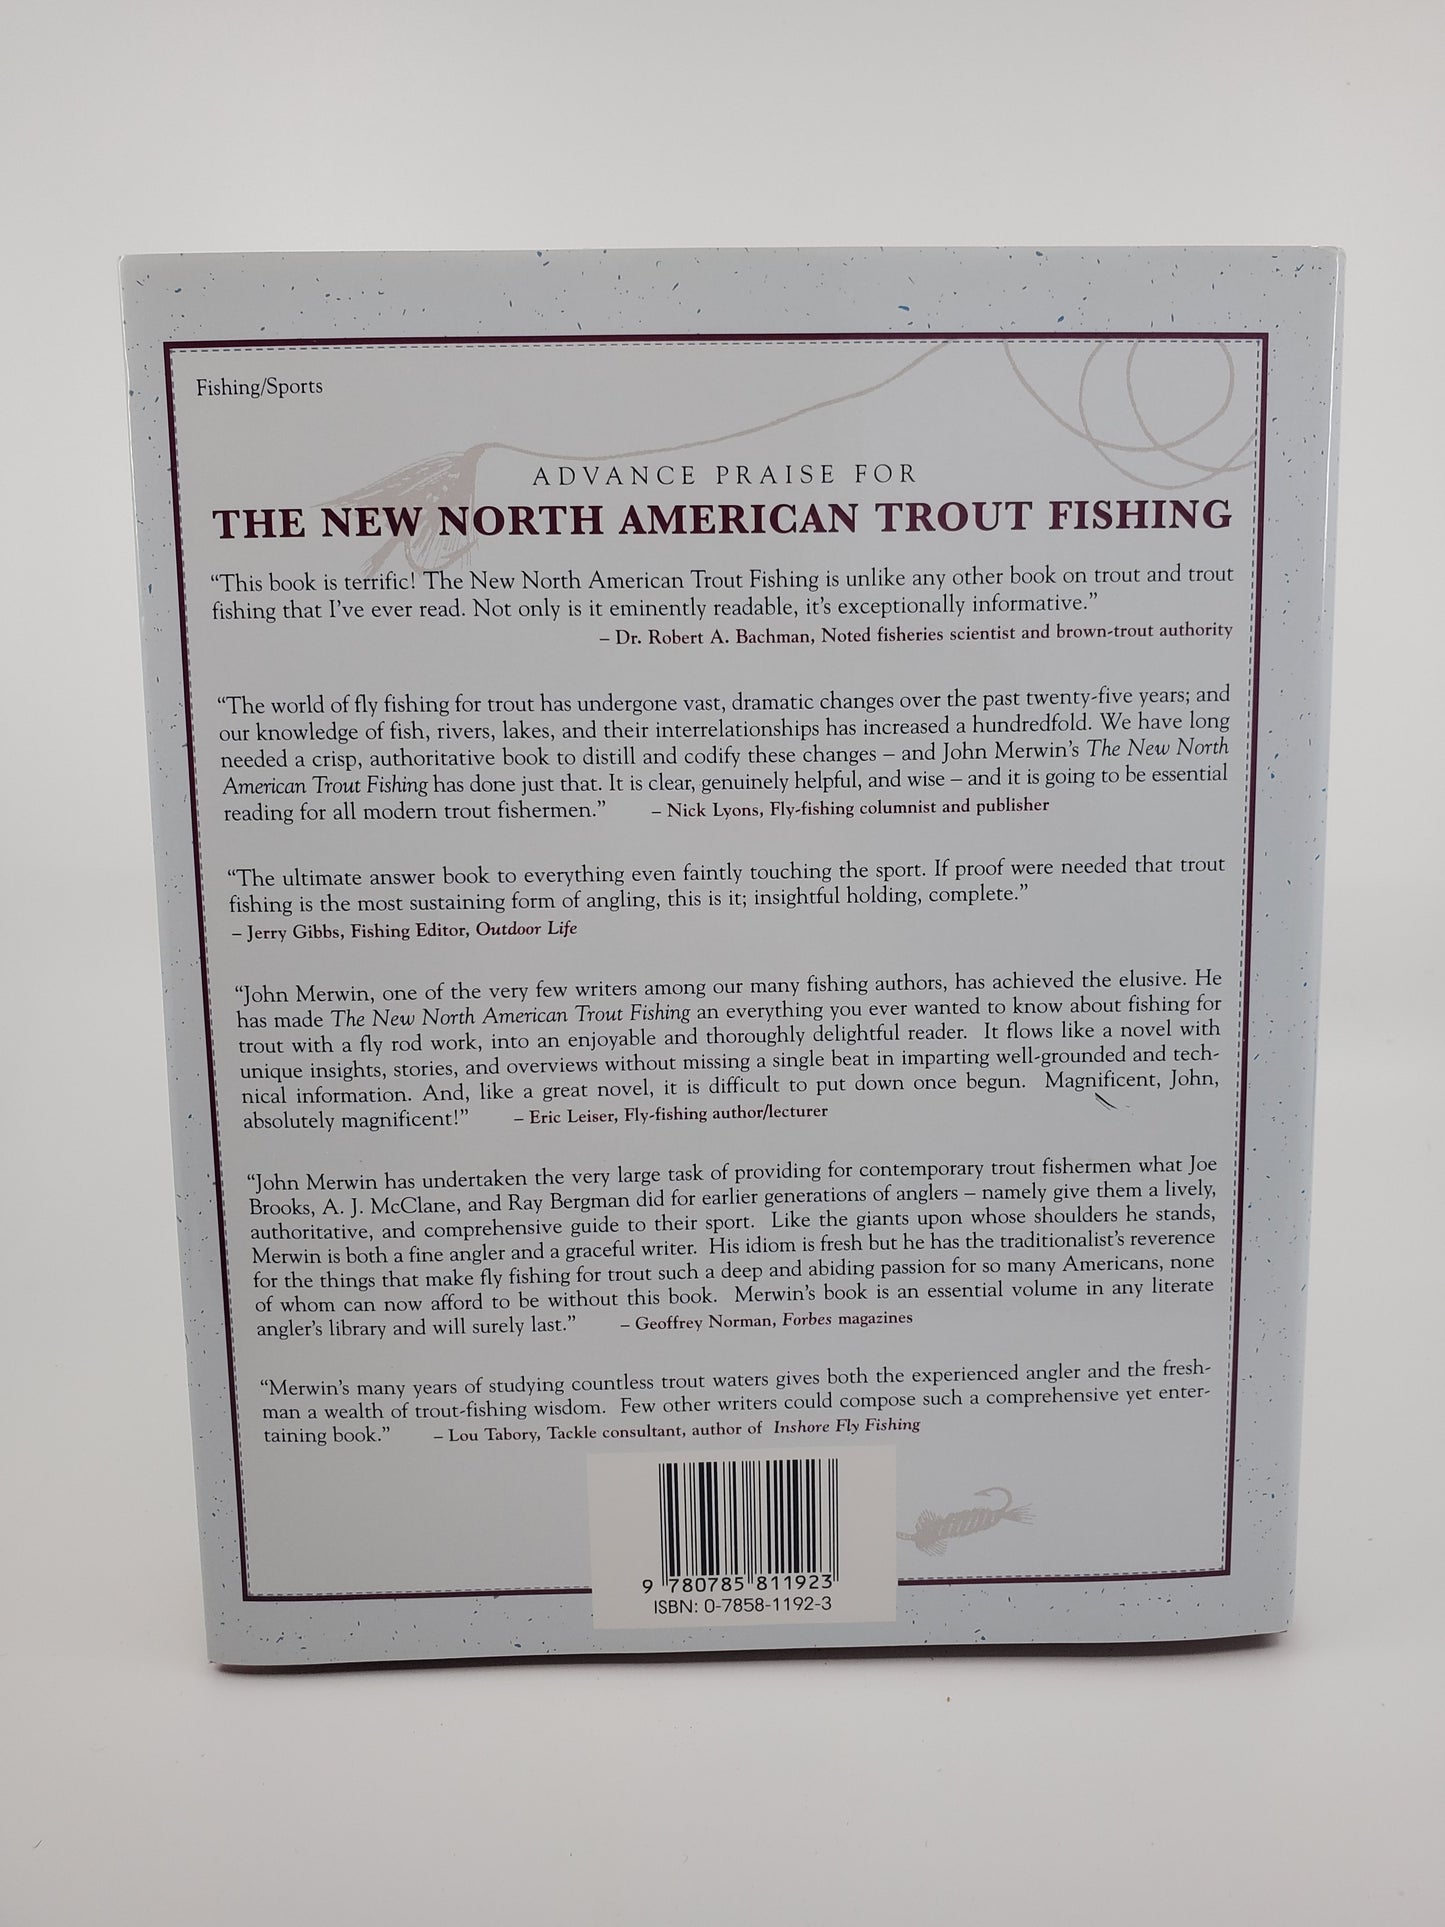 Fishing/Sports
ADVANCE PRAISE FOR
THE NEW NORTH AMERICAN TROUT FISHING
“This book is terrific! The New North American Trout Fishing is unlike any other book on trout and trout
fishing that I've ever read. Not only is it eminently readable, it's exceptionally informative.”
– Dr. Robert A. Bachman, Noted fisheries scientist and brown-trout authority
“The world of fly fishing for trout has undergone vast, dramatic changes over the past twenty-five years; and
our knowledge of fish, rivers, lakes, and their interrelationships has increased a hundredfold. We have long
needed a crisp, authoritative book to distill and codify these changes – and John Merwin's The New North
American Trout Fishing has done just that. It is clear, genuinely helpful, and wise – and it is going to be essential
reading for all modern trout fishermen.” – Nick Lyons, Fly-fishing columnist and publisher
“The ultimate answer book to everything even faintly touching the sport. If proof were needed that trout
fishing is the most sustaining form of angling, this is it; insightful holding, complete.”
– Jerry Gibbs, Fishing Editor, Outdoor Life
“John Merwin, one of the very few writers among our many fishing authors, has achieved the elusive. He
has made The New North American Trout Fishing an everything you ever wanted to know about fishing for
trout with a fly rod work, into an enjoyable and thoroughly delightful reader. It flows like a novel with
unique insights, stories, and overviews without missing a single beat in imparting well-grounded and tech-
nical information. And, like a great novel, it is difficult to put down once begun. Magnificent, John,
absolutely magnificent!” – Eric Leiser, Fly-fishing author/lecturer
“John Merwin has undertaken the very large task of providing for contemporary trout fishermen what Joe
Brooks, A. J. McClane, and Ray Bergman did for earlier generations of anglers – namely give them a lively,
authoritative, and comprehensive guide to their sport. Like the giants upon whose shoulders he stands,
Merwin is both a fine angler and a graceful writer. His idiom is fresh but he has the traditionalist's reverence
for the things that make fly fishing for trout such a deep and abiding passion for so many Americans, none
of whom can now afford to be without this book. Merwin's book is an essential volume in any literate
angler's library and will surely last.” – Geoffrey Norman, Forbes magazines
“Merwin's many years of studying countless trout waters gives both the experienced angler and the fresh-
man a wealth of trout-fishing wisdom. Few other writers could compose such a comprehensive yet enter-
taining book.” – Lou Tabory, Tackle consultant, author of Inshore Fly Fishing
9 780785 811923
ISBN: 0-7858-1192-3